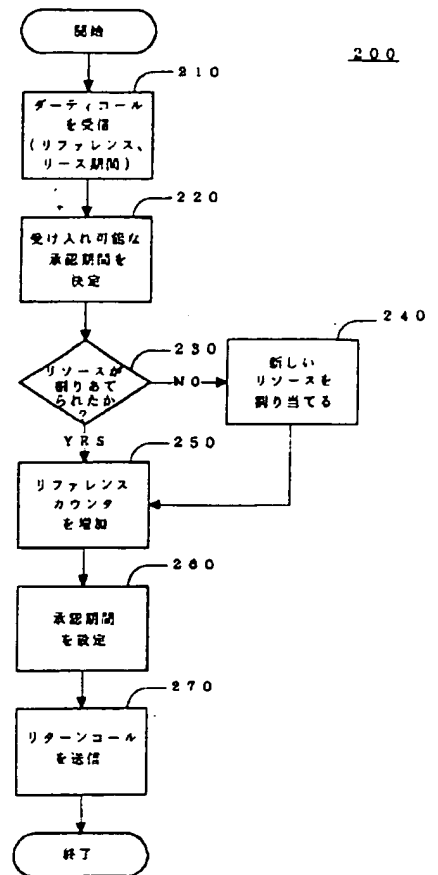 開始
200
210
ダーティコール
を受信
(リファレンス、
リース期間)
220
受け入れ可能な
承認期間を
決定
230
リソースが
割りあて
られたか
?
NO
240
新しい
リソースを
割り当てる
YRS
250
リファレンス
カウンタ
を増加
260
承認期間
を設定
270
リターンコール
を送信
終了